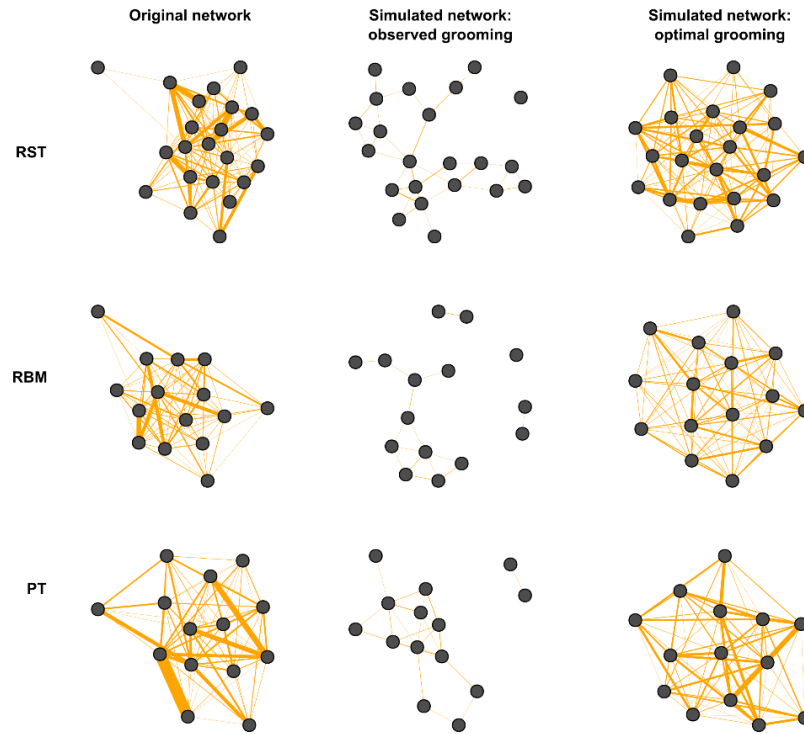 Original network
Simulated network:
observed grooming
Simulated network:
optimal grooming
RST
RBM
PT